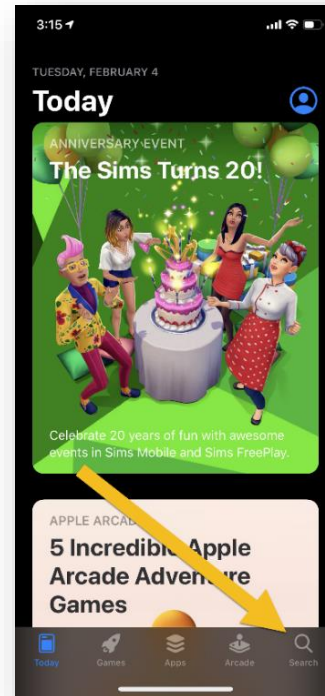 3:15
TUESDAY, FEBRUARY 4
Today
ANNIVERSARY EVENT
The Sims Turns 20!
Celebrate 20 years of fun with awesome
events in Sims Mobile and Sims FreePlay.
APPLE ARCADE
5 Incredible Apple
Arcade Adventure
Games
Today Games Apps Arcade Search